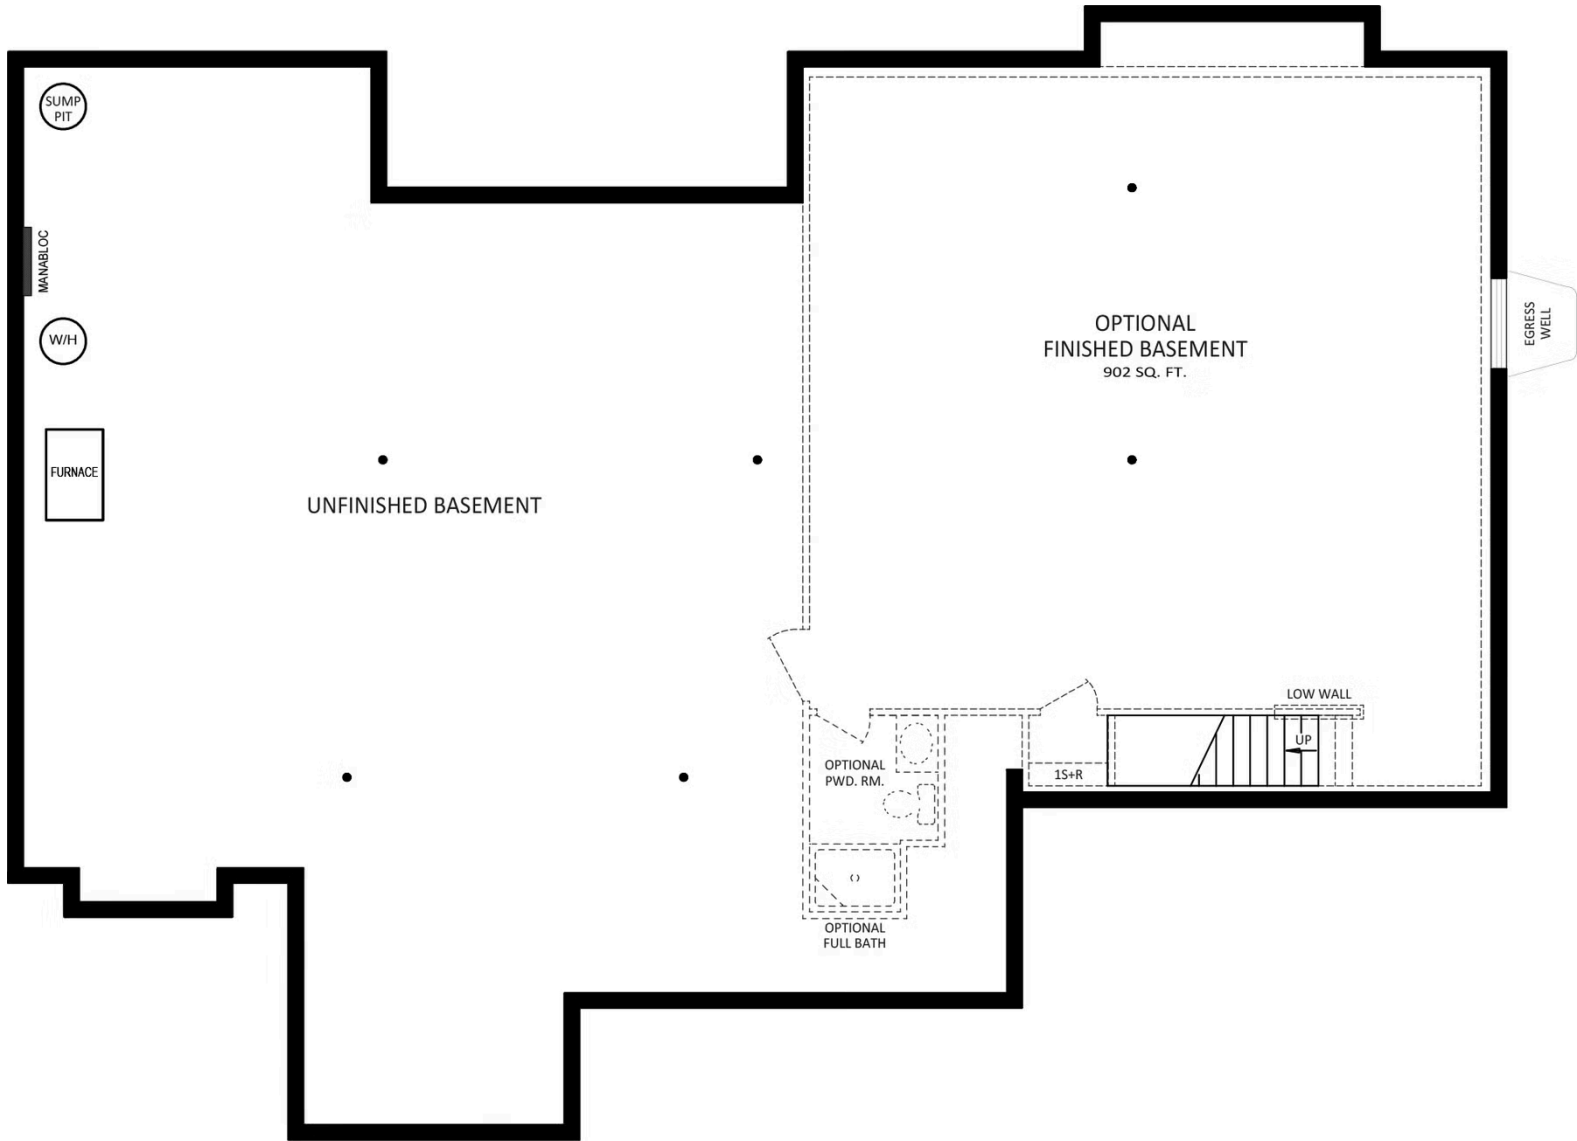 SUMP
PIT
MANABLOC
W/H
FURNACE
UNFINISHED BASEMENT
OPTIONAL
FINISHED BASEMENT
902 SQ. FT.
EGRESS
WELL
LOW WALL
UP
1S+R
OPTIONAL
PWD. RM.
OPTIONAL
FULL BATH